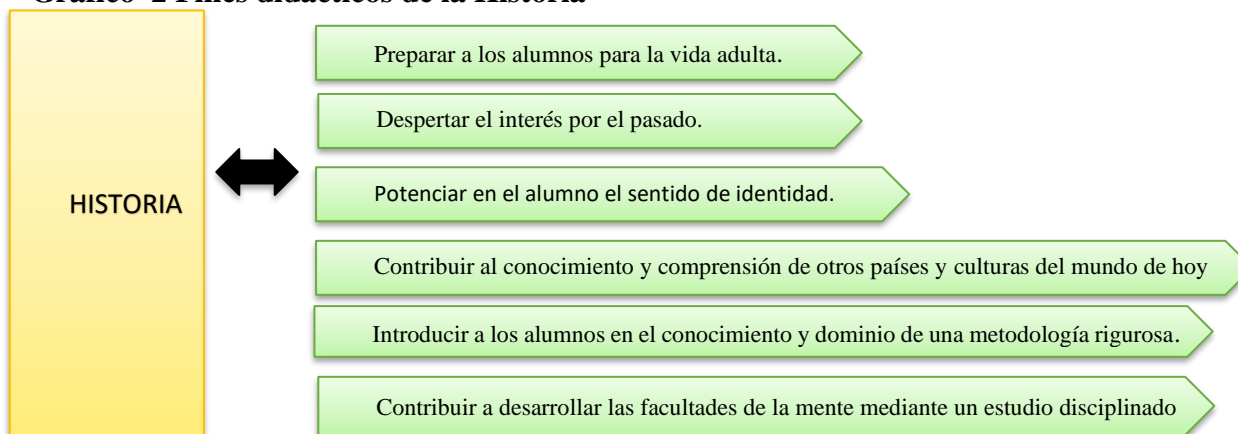 Gráfico 2 Fines didácticos de la Historia
Preparar a los alumnos para la vida adulta.
Despertar el interés por el pasado.
HISTORIA
Potenciar en el alumno el sentido de identidad.
Contribuir al conocimiento y comprensión de otros países y culturas del mundo de hoy
Introducir a los alumnos en el conocimiento y dominio de una metodología rigurosa.
Contribuir a desarrollar las facultades de la mente mediante un estudio disciplinado